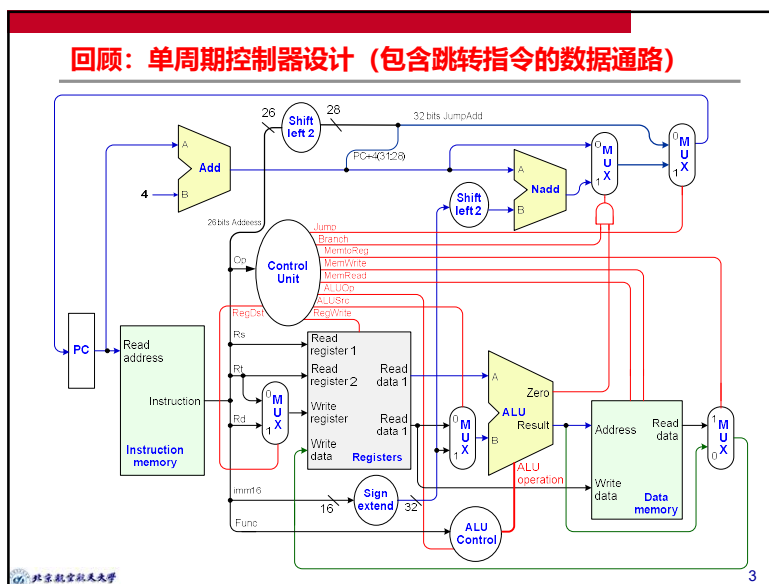 回顾：单周期控制器设计（包含跳转指令的数据通路）
26
28
Shift
left 2
32 bits JumpAdd
PC+4(31:28)
A
Add
4
B
0
M
U
X
1
0
M
U
X
1
A
Nadd
B
Shift
left 2
26 bits Addeess
Jump
Branch
MemtoReg
MemWrite
MemRead
ALUOp
ALUSrc
RegWrite
Op
Control
Unit
RegDst
PC
Read
address
Instruction
Instruction
memory
Rs
Rt
Rd
0
M
U
X
1
Read
register 1
Read
register 2
Write
register
Write
data
Read
data 1
Read
data 1
Registers
0
M
U
X
1
A
B
Zero
ALU
Result
ALU
operation
Address
Read
data
Write
data
Data
memory
1
M
U
X
0
imm16
16
Sign
extend
32
Func
ALU
Control
北京航空航天大学
3